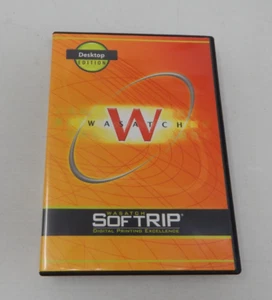 Desktop
EDITION
WASATCH
W
WASATCH
SOFTRIP®
DIGITAL PRINTING EXCELLENCE